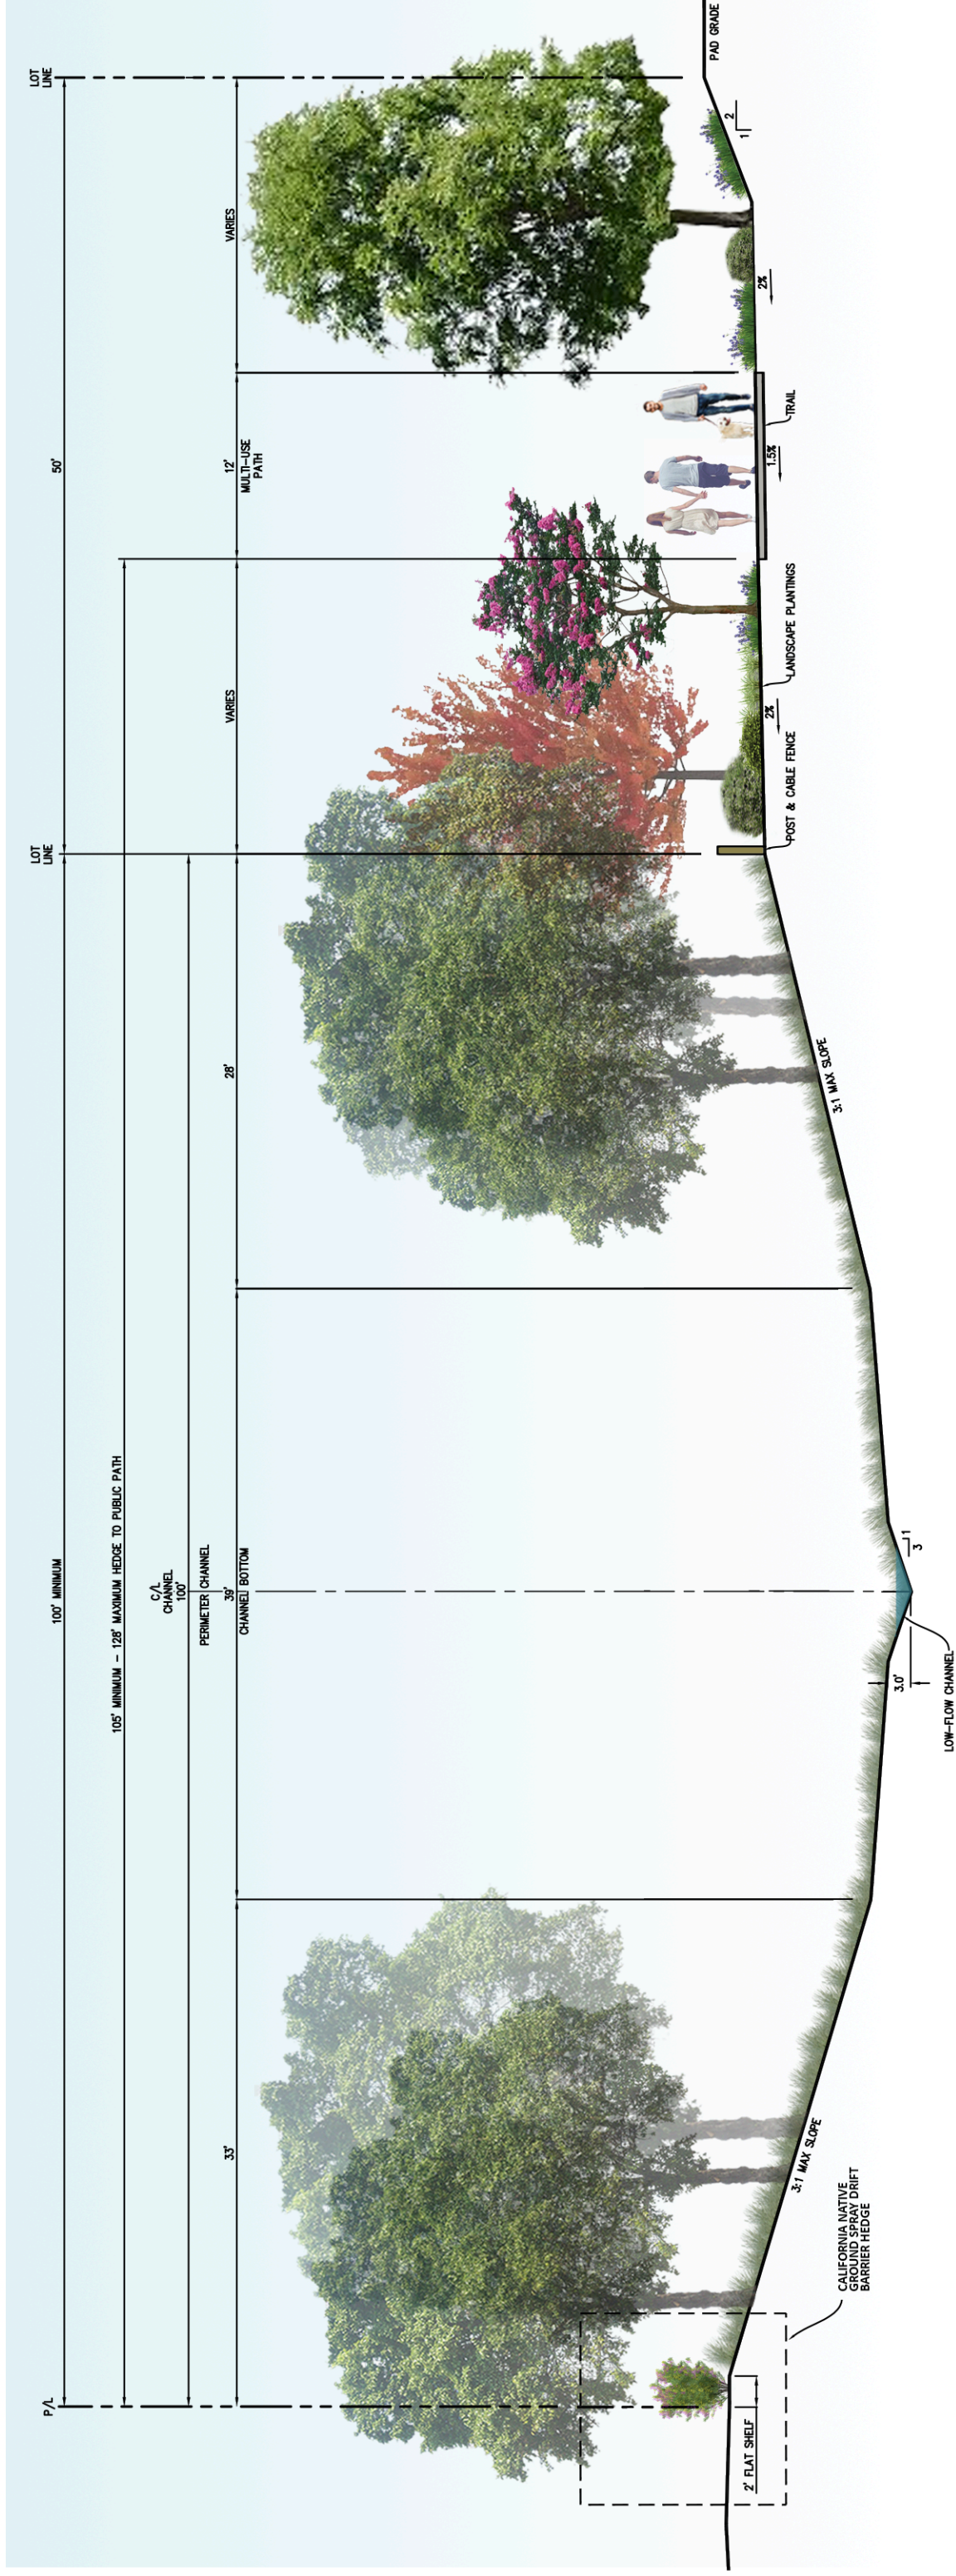 P/L
LOT
LINE
LOT
LINE
100' MINIMUM
50'
105' MINIMUM – 128' MAXIMUM HEDGE TO PUBLIC PATH
C/L
CHANNEL
100'
PERIMETER CHANNEL
33'
39'
CHANNEL BOTTOM
28'
VARIES
12'
MULTI-USE
PATH
VARIES
2' FLAT SHELF
CALIFORNIA NATIVE
GROUND SPRAY DRIFT
BARRIER HEDGE
3:1 MAX SLOPE
3.0'
LOW-FLOW CHANNEL
1
3
3:1 MAX SLOPE
POST & CABLE FENCE
2%
LANDSCAPE PLANTINGS
1.5%
TRAIL
2%
1
2
PAD GRADE